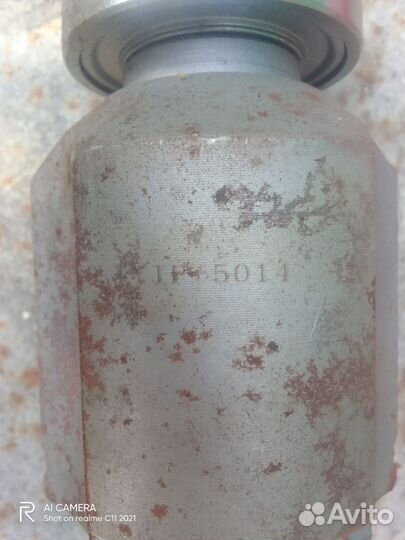 5014
AI CAMERA
Shot on realme C11 2021
Avito